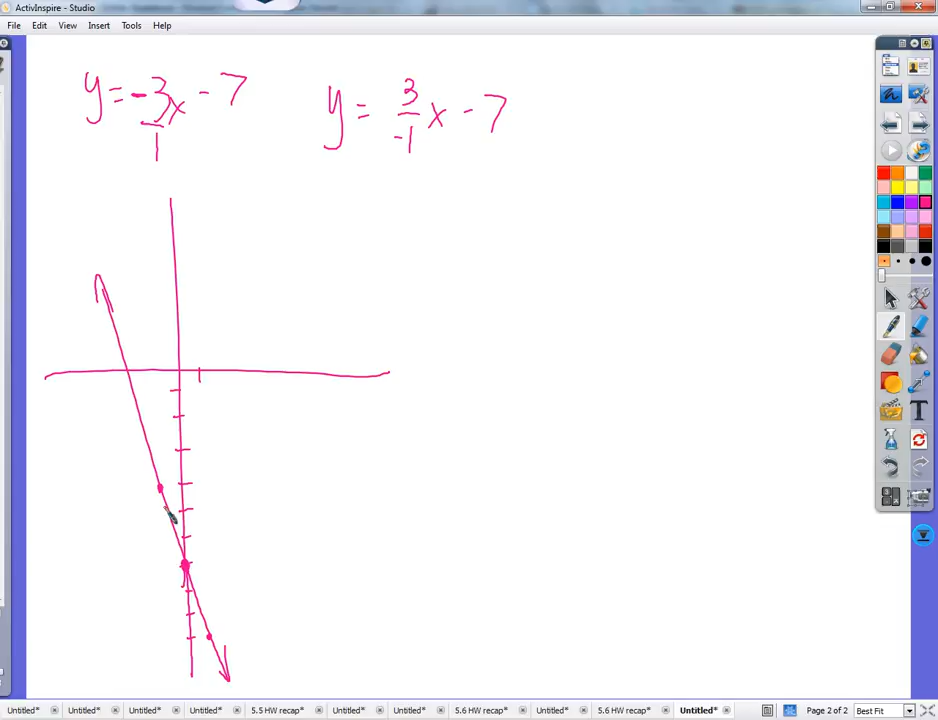 ActivInspire - Studio
File Edit View Insert Tools Help
y = -3x/1 - 7
y = 3/-1 x - 7
T
Untitled* Untitled* Untitled* Untitled* 5.5 HW recap* Untitled* Untitled* 5.6 HW recap* Untitled* 5.6 HW recap* Untitled* Page 2 of 2 Best Fit